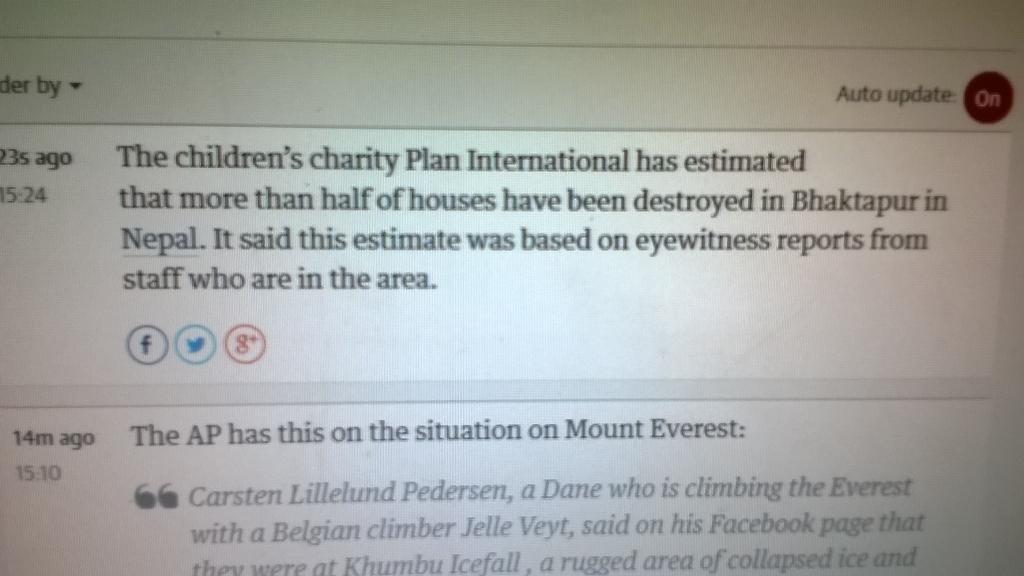 der by
Auto update: On
23s ago
15:24
The children's charity Plan International has estimated
that more than half of houses have been destroyed in Bhaktapur in
Nepal. It said this estimate was based on eyewitness reports from
staff who are in the area.
f
g+
14m ago
15:10
The AP has this on the situation on Mount Everest:
Carsten Lillelund Pedersen, a Dane who is climbing the Everest
with a Belgian climber Jelle Veyt, said on his Facebook page that
they were at Khumbu Icefall , a rugged area of collapsed ice and